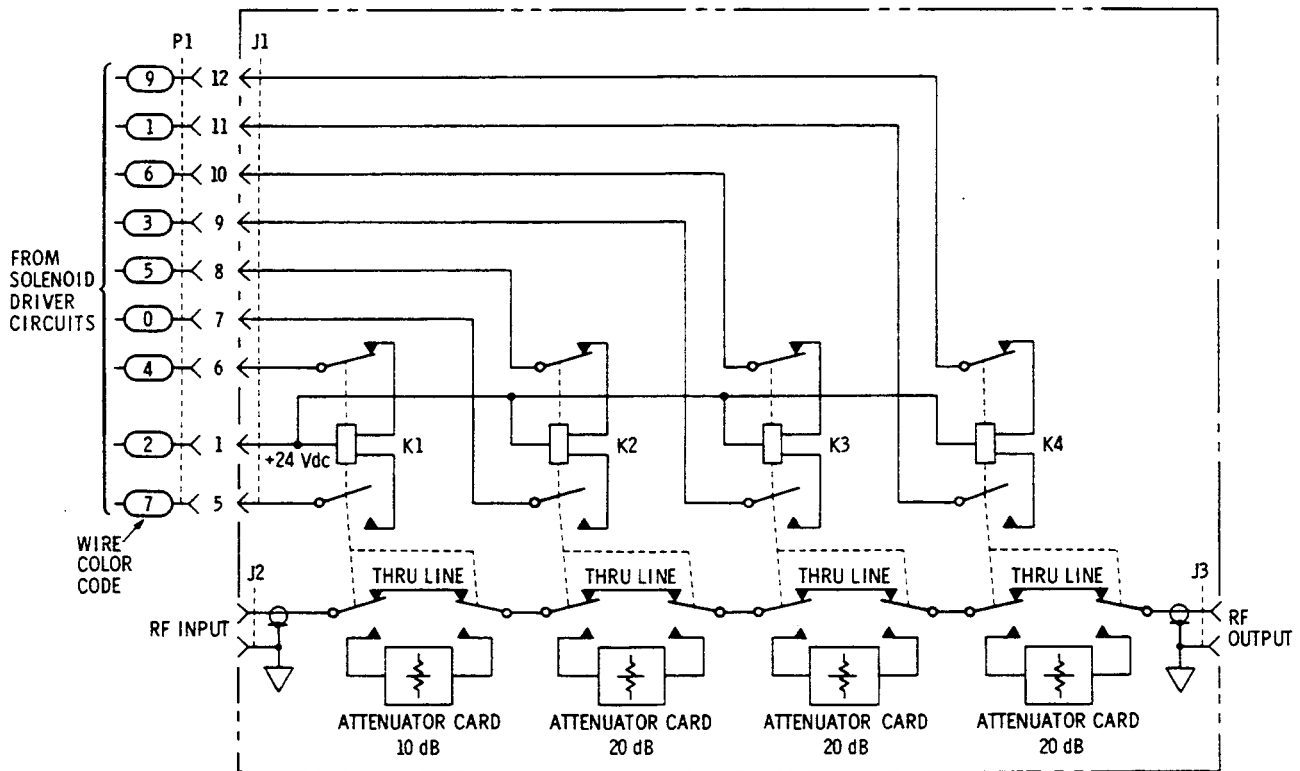 P1 J1
9 12
1 11
6 10
3 9
5 8
0 7
4 6
2 1
7 5
FROM
SOLENOID
DRIVER
CIRCUITS
+24 Vdc
K1 K2 K3 K4
WIRE
COLOR
CODE
J2 J3
THRU LINE THRU LINE THRU LINE THRU LINE
RF INPUT
RF
OUTPUT
ATTENUATOR CARD
10 dB
ATTENUATOR CARD
20 dB
ATTENUATOR CARD
20 dB
ATTENUATOR CARD
20 dB